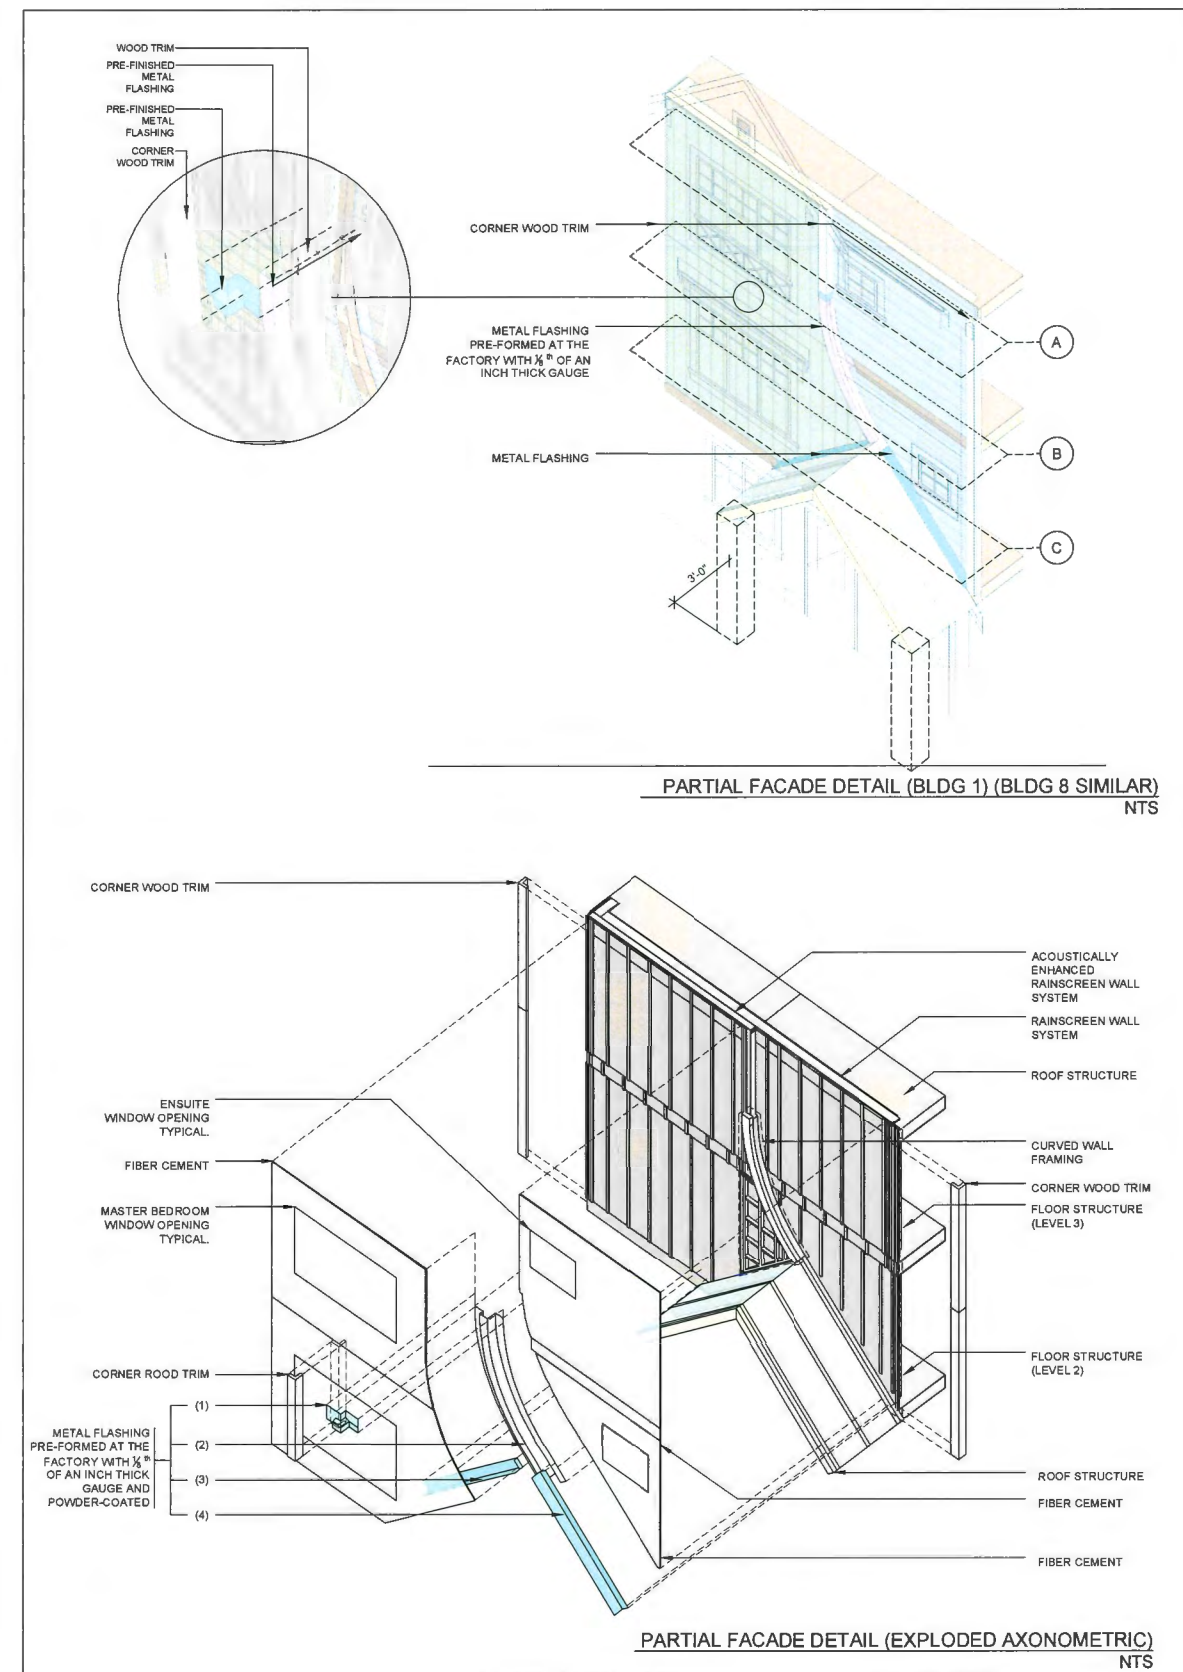 WOOD TRIM
PRE-FINISHED
METAL
FLASHING
PRE-FINISHED
METAL
FLASHING
CORNER
WOOD TRIM
CORNER WOOD TRIM
METAL FLASHING
PRE-FORMED AT THE
FACTORY WITH ⅛ th OF AN
INCH THICK GAUGE
METAL FLASHING
A
B
C
3'-0"
PARTIAL FACADE DETAIL (BLDG 1) (BLDG 8 SIMILAR)
NTS
CORNER WOOD TRIM
ENSUITE
WINDOW OPENING
TYPICAL.
FIBER CEMENT
MASTER BEDROOM
WINDOW OPENING
TYPICAL.
CORNER ROOD TRIM
(1)
METAL FLASHING
PRE-FORMED AT THE
FACTORY WITH ⅛ th
OF AN INCH THICK
GAUGE AND
POWDER-COATED
(2)
(3)
(4)
ACOUSTICALLY
ENHANCED
RAINSCREEN WALL
SYSTEM
RAINSCREEN WALL
SYSTEM
ROOF STRUCTURE
CURVED WALL
FRAMING
CORNER WOOD TRIM
FLOOR STRUCTURE
(LEVEL 3)
FLOOR STRUCTURE
(LEVEL 2)
ROOF STRUCTURE
FIBER CEMENT
FIBER CEMENT
PARTIAL FACADE DETAIL (EXPLODED AXONOMETRIC)
NTS